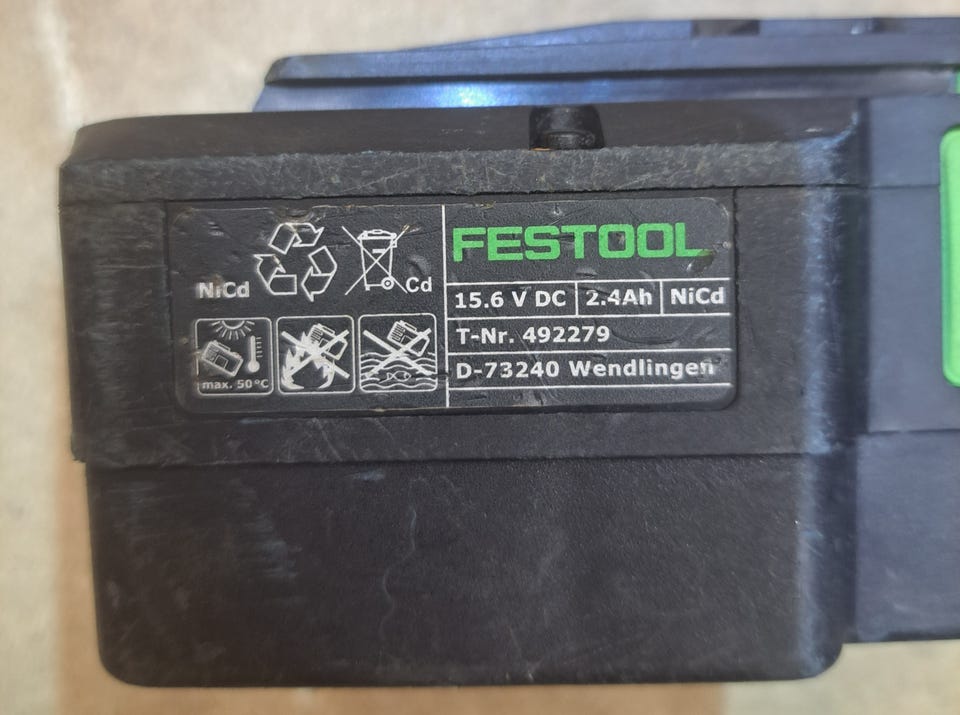 NiCd
Cd
max. 50°C
FESTOOL
15.6 V DC 2.4Ah NiCd
T-Nr. 492279
D-73240 Wendlingen